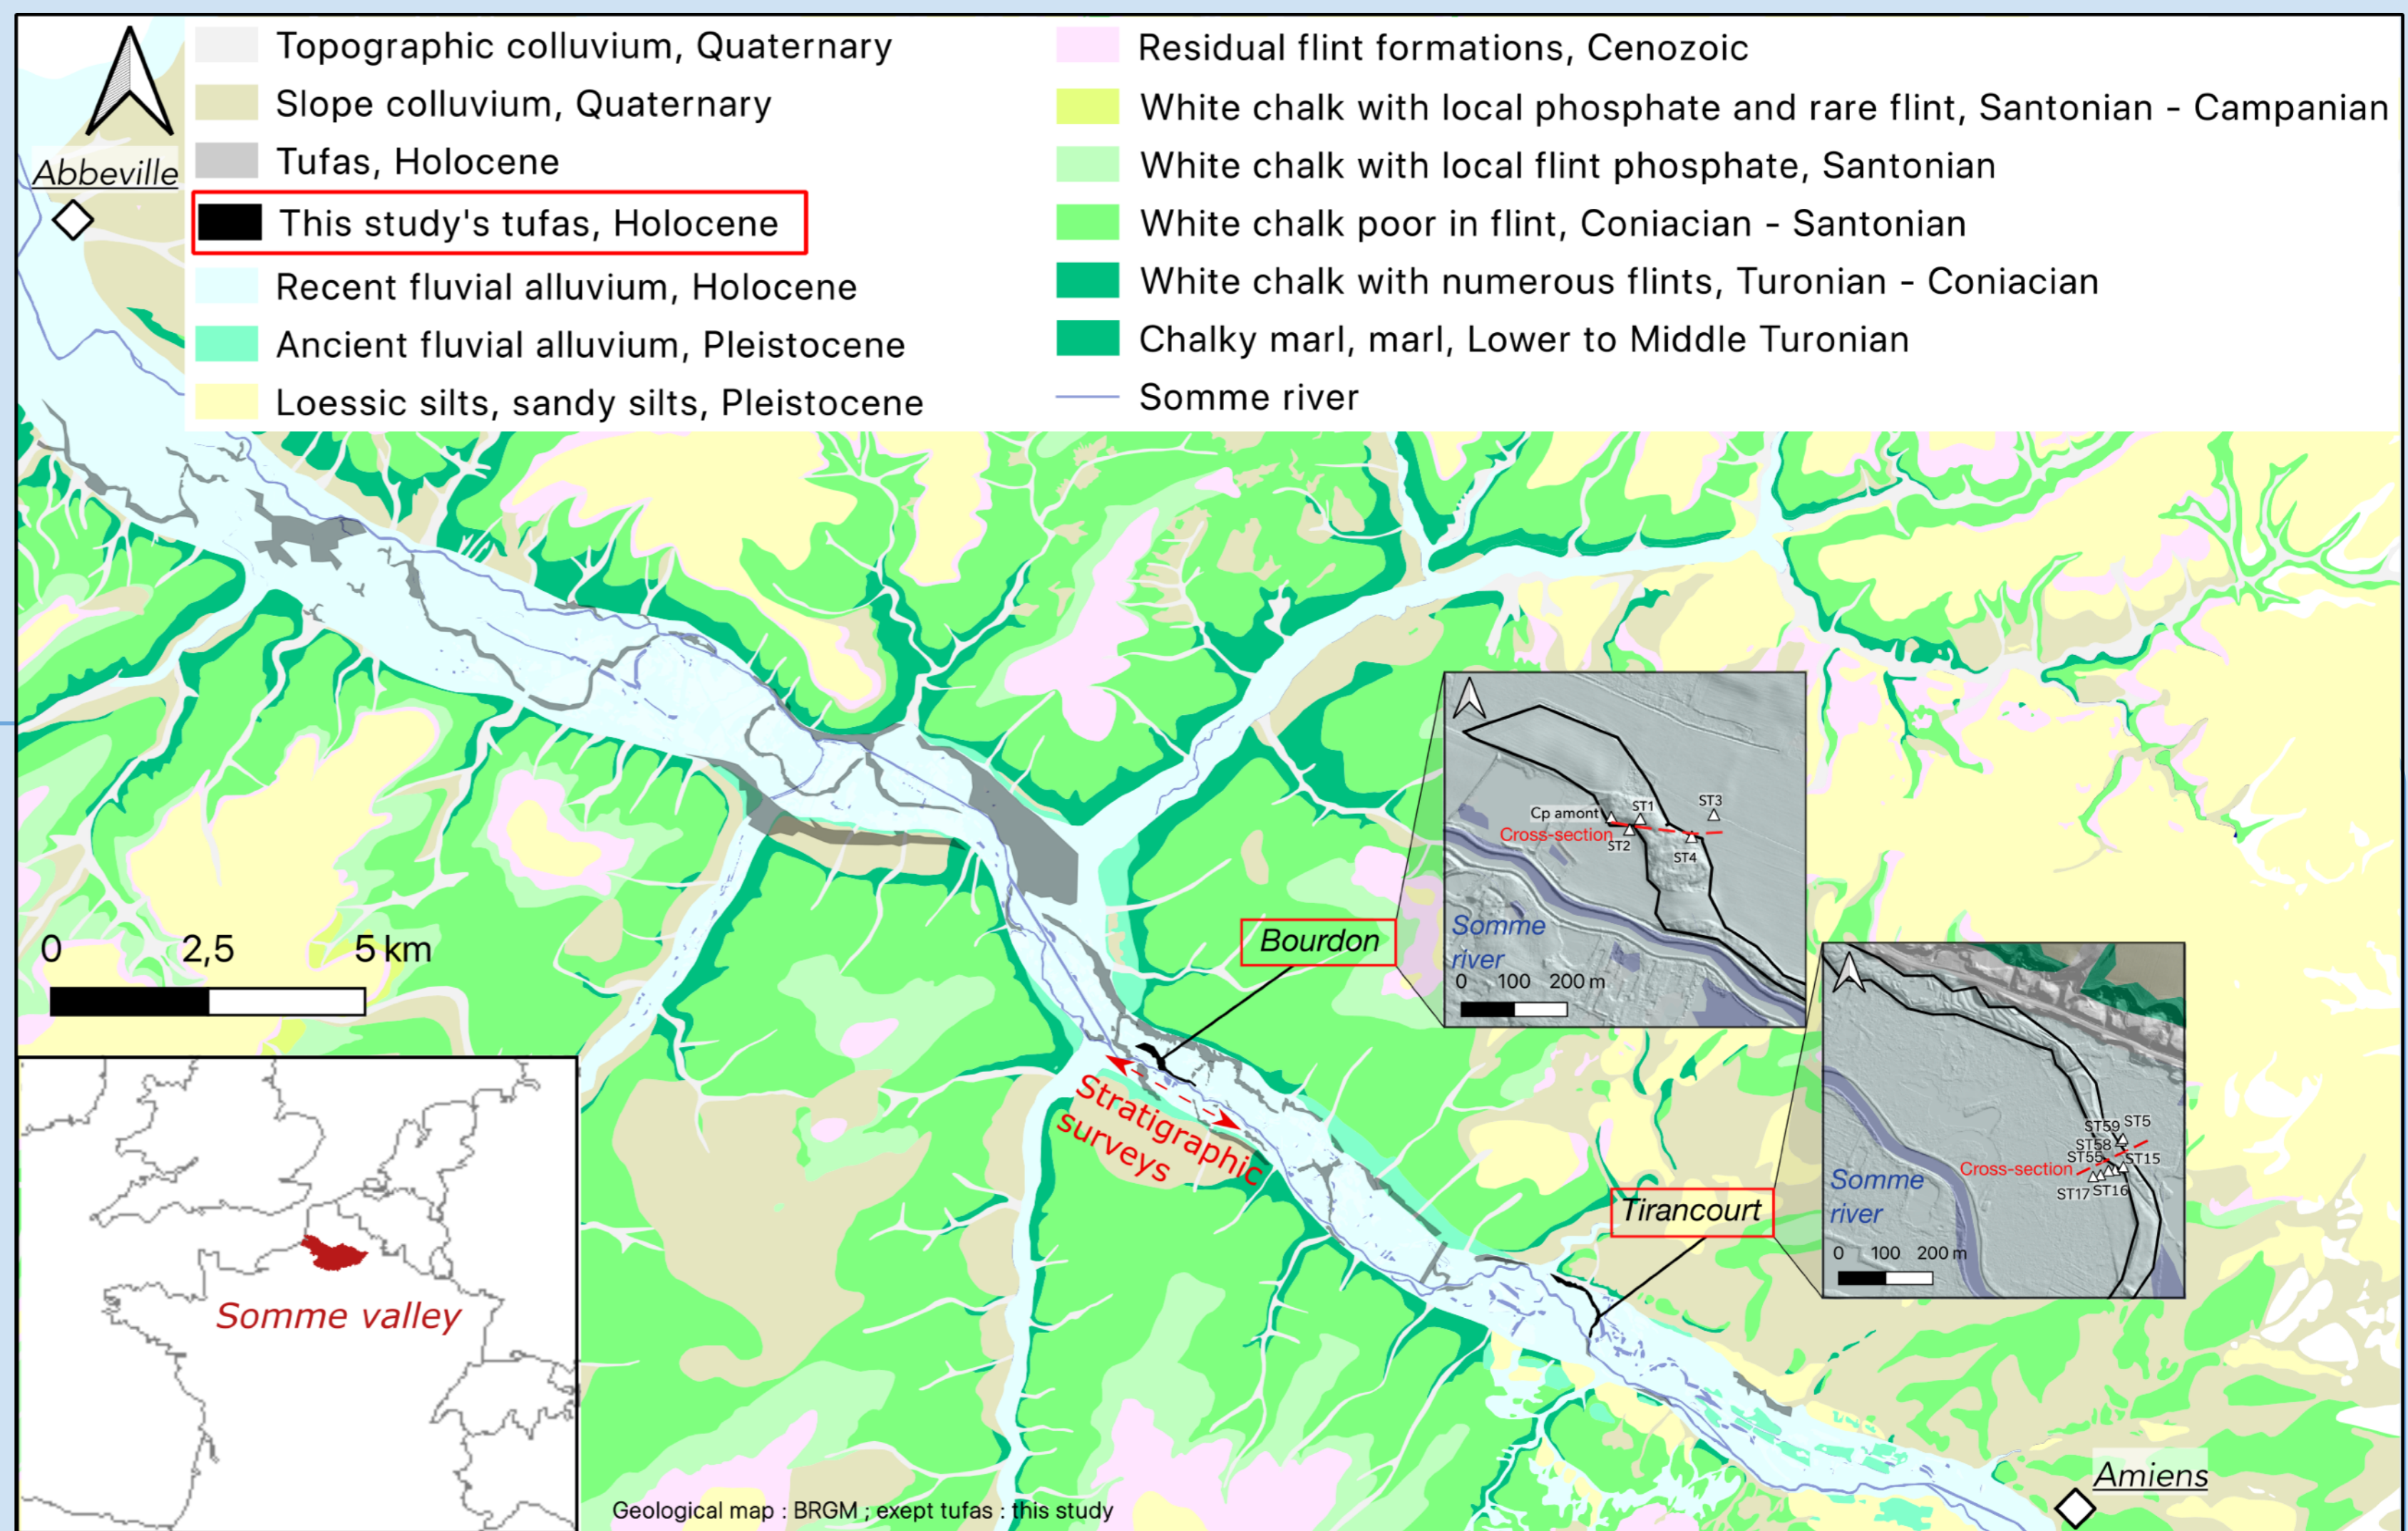 Topographic colluvium, Quaternary
Slope colluvium, Quaternary
Tufas, Holocene
This study's tufas, Holocene
Recent fluvial alluvium, Holocene
Ancient fluvial alluvium, Pleistocene
Loessic silts, sandy silts, Pleistocene
Residual flint formations, Cenozoic
White chalk with local phosphate and rare flint, Santonian - Campanian
White chalk with local flint phosphate, Santonian
White chalk poor in flint, Coniacian - Santonian
White chalk with numerous flints, Turonian - Coniacian
Chalky marl, marl, Lower to Middle Turonian
Somme river
Abbeville
0 2,5 5 km
Bourdon
Cp amont
ST1
ST3
Cross-section
ST2
ST4
Somme
river
0 100 200 m
Stratigraphic
surveys
Tirancourt
ST59
ST5
ST58
ST55
ST15
Cross-section
ST17
ST16
Somme
river
0 100 200 m
Somme valley
Amiens
Geological map : BRGM ; exept tufas : this study